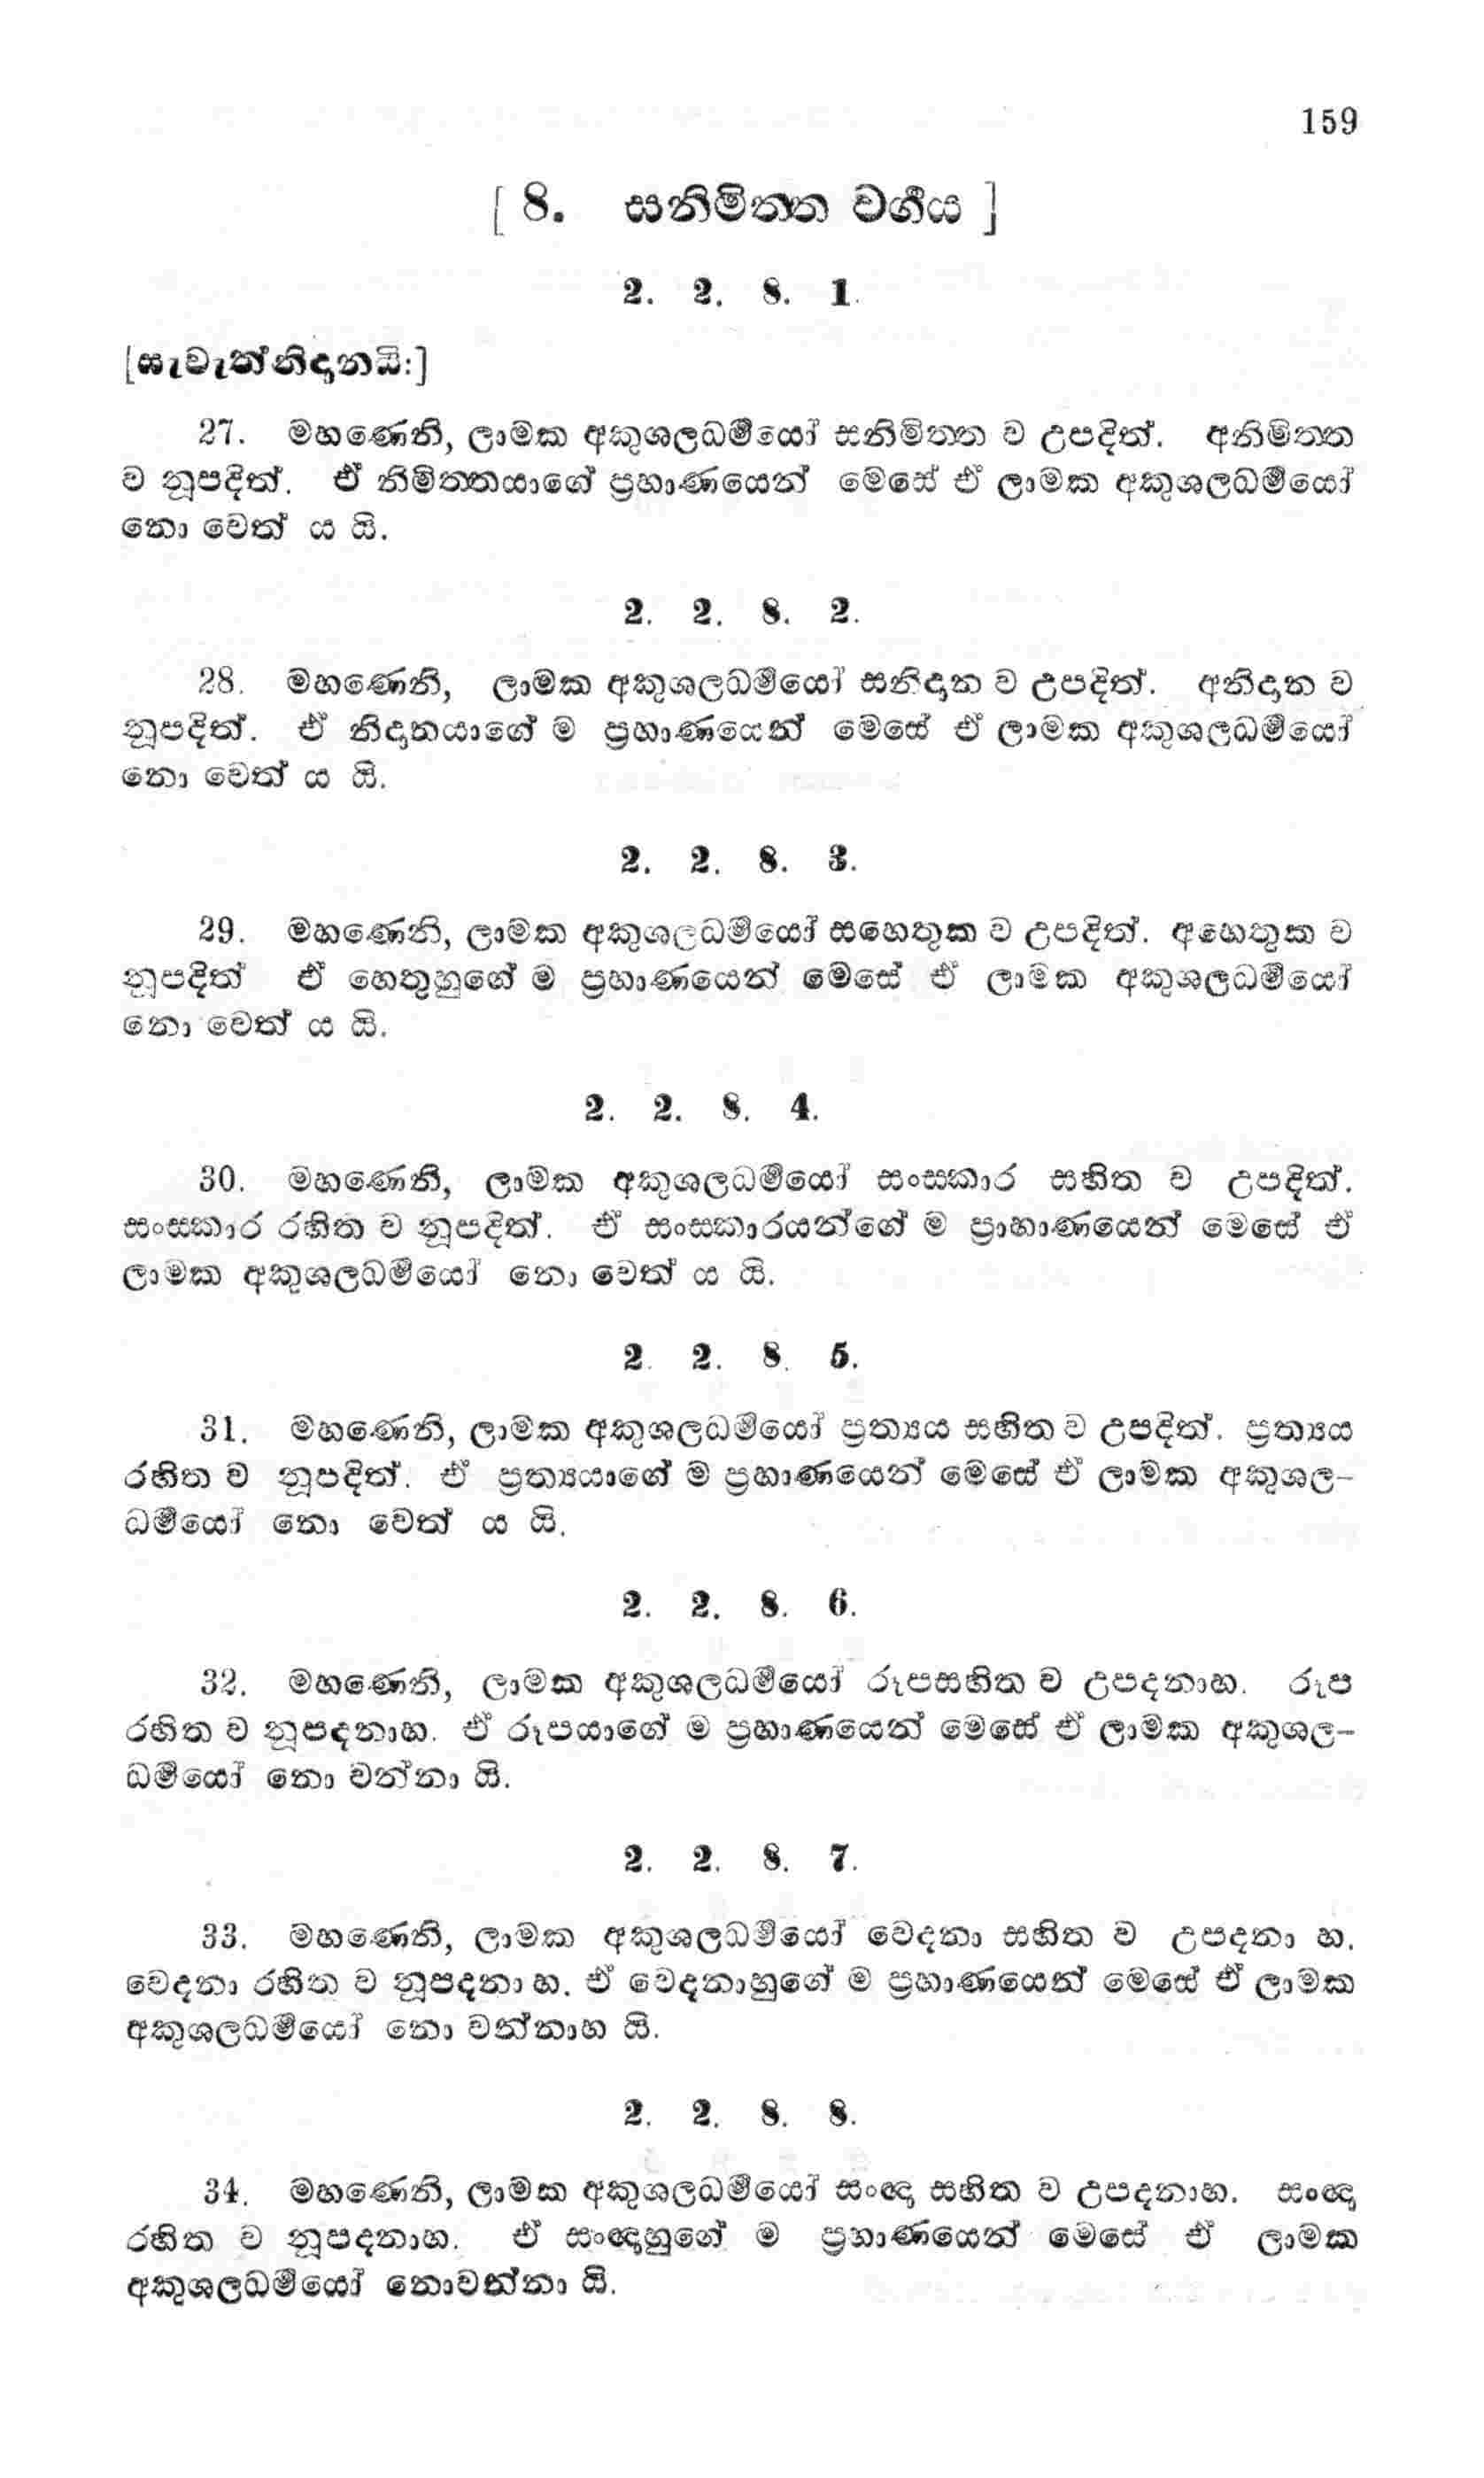 159
[ 8. සනිමිත්ත වර්ගය ]
2. 2. 8. 1.
[සැවැත්නිදානයි:]
27. මහණෙනි, ලාමක අකුශලධර්මයෝ සනිමිත්ත ව උපදිත්. අනිමිත්ත
ව නූපදිත්. ඒ නිමිත්තයාගේ ප්‍රහාණයෙන් මෙසේ ඒ ලාමක අකුශලධර්මයෝ
නො වෙත් ය යි.
2. 2. 8. 2.
28. මහණෙනි, ලාමක අකුශලධර්මයෝ සනිදාන ව උපදිත්. අනිදාන ව
නූපදිත්. ඒ නිදානයාගේ ම ප්‍රහාණයෙන් මෙසේ ඒ ලාමක අකුශලධර්මයෝ
නො වෙත් ය යි.
2. 2. 8. 3.
29. මහණෙනි, ලාමක අකුශලධර්මයෝ සහෙතුක ව උපදිත්. අහෙතුක ව
නූපදිත් ඒ හෙතුහුගේ ම ප්‍රහාණයෙන් මෙසේ ඒ ලාමක අකුශලධර්මයෝ
නො වෙත් ය යි.
2. 2. 8. 4.
30. මහණෙනි, ලාමක අකුශලධර්මයෝ සංස්කාර සහිත ව උපදිත්.
සංස්කාර රහිත ව නූපදිත්. ඒ සංස්කාරයන්ගේ ම ප්‍රාහාණයෙන් මෙසේ ඒ
ලාමක අකුශලධර්මයෝ නො වෙත් ය යි.
2. 2. 8. 5.
31. මහණෙනි, ලාමක අකුශලධර්මයෝ ප්‍රත්‍යය සහිත ව උපදිත්. ප්‍රත්‍යය
රහිත ව නූපදිත්. ඒ ප්‍රත්‍යයාගේ ම ප්‍රහාණයෙන් මෙසේ ඒ ලාමක අකුශල-
ධර්මයෝ නො වෙත් ය යි.
2. 2. 8. 6.
32. මහණෙනි, ලාමක අකුශලධර්මයෝ රූපසහිත ව උපදනාහ. රූප
රහිත ව නූපදනාහ. ඒ රූපයාගේ ම ප්‍රහාණයෙන් මෙසේ ඒ ලාමක අකුශල-
ධර්මයෝ නො වන්නා යි.
2. 2. 8. 7.
33. මහණෙනි, ලාමක අකුශලධර්මයෝ වෙදනා සහිත ව උපදනා හ.
වෙදනා රහිත ව නූපදනා හ. ඒ වෙදනාහුගේ ම ප්‍රහාණයෙන් මෙසේ ඒ ලාමක
අකුශලධර්මයෝ නො වන්නාහ යි.
2. 2. 8. 8.
34. මහණෙනි, ලාමක අකුශලධර්මයෝ සංඥා සහිත ව උපදනාහ. සංඥා
රහිත ව නූපදනාහ. ඒ සංඥාහුගේ ම ප්‍රහාණයෙන් මෙසේ ඒ ලාමක
අකුශලධර්මයෝ නොවන්නා යි.